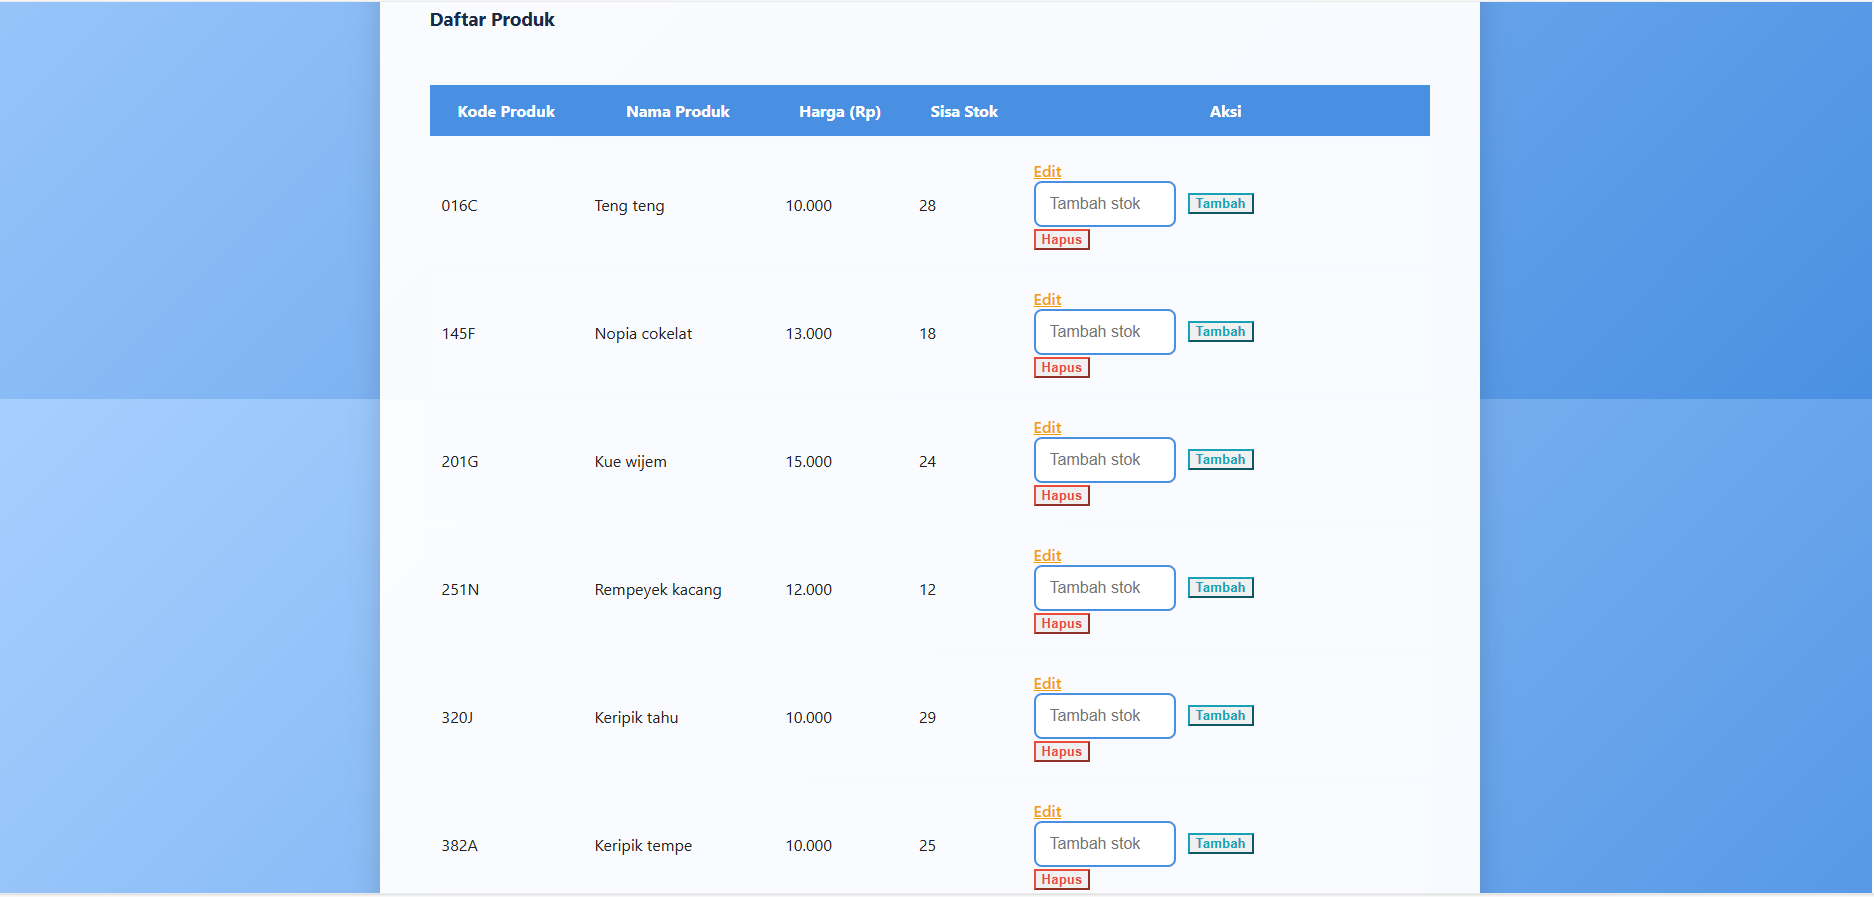 Daftar Produk
Kode Produk Nama Produk Harga (Rp) Sisa Stok Aksi
Edit
016C Teng teng 10.000 28 Tambah stok Tambah
Hapus
Edit
145F Nopia cokelat 13.000 18 Tambah stok Tambah
Hapus
Edit
201G Kue wijem 15.000 24 Tambah stok Tambah
Hapus
Edit
251N Rempeyek kacang 12.000 12 Tambah stok Tambah
Hapus
Edit
320J Keripik tahu 10.000 29 Tambah stok Tambah
Hapus
Edit
382A Keripik tempe 10.000 25 Tambah stok Tambah
Hapus